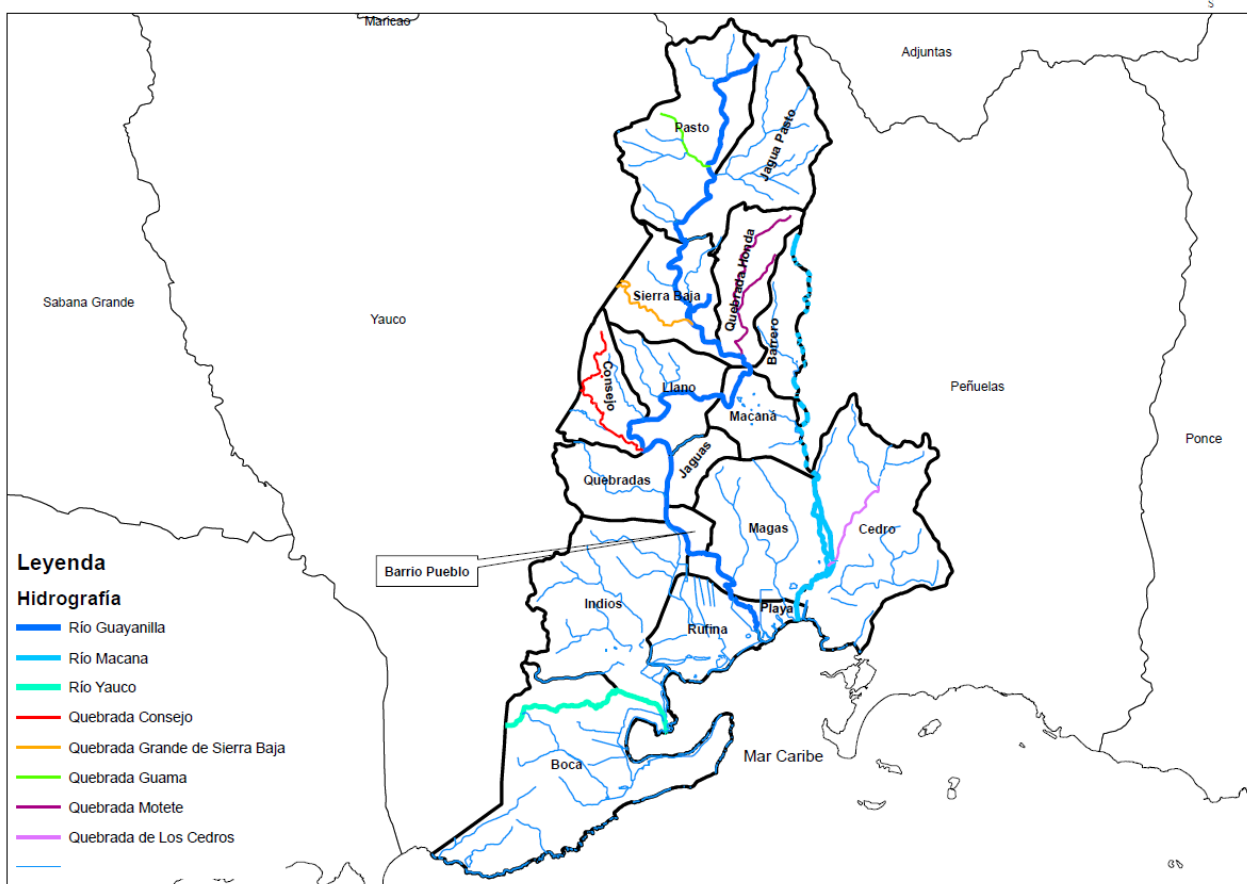 S
Maricao
Adjuntas
Pasto
Jagua Pasto
Quebrada Honda
Sabana Grande
Sierra Baja
Yauco
Barrero
Consejo
Llano
Peñuelas
Macana
Ponce
Jaguas
Quebradas
Magas
Cedro
Barrio Pueblo
Indios
Playa
Rufina
Mar Caribe
Boca
Leyenda
Hidrografía
Río Guayanilla
Río Macana
Río Yauco
Quebrada Consejo
Quebrada Grande de Sierra Baja
Quebrada Guama
Quebrada Motete
Quebrada de Los Cedros